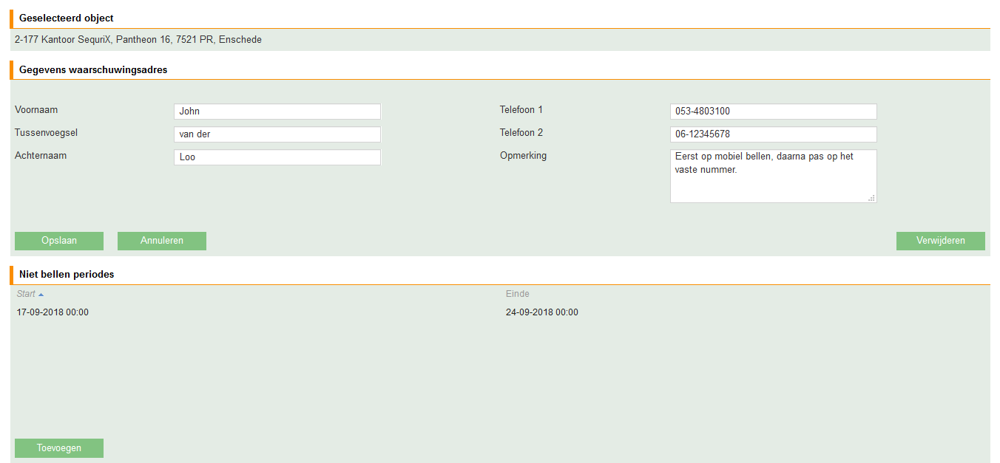 Geselecteerd object
2-177 Kantoor SequriX, Pantheon 16, 7521 PR, Enschede
Gegevens waarschuwingsadres
Voornaam John Telefoon 1 053-4803100
Tussenvoegsel van der Telefoon 2 06-12345678
Achternaam Loo Opmerking Eerst op mobiel bellen, daarna pas op het
vaste nummer.
Opslaan Annuleren Verwijderen
Niet bellen periodes
Start Einde
17-09-2018 00:00 24-09-2018 00:00
Toevoegen